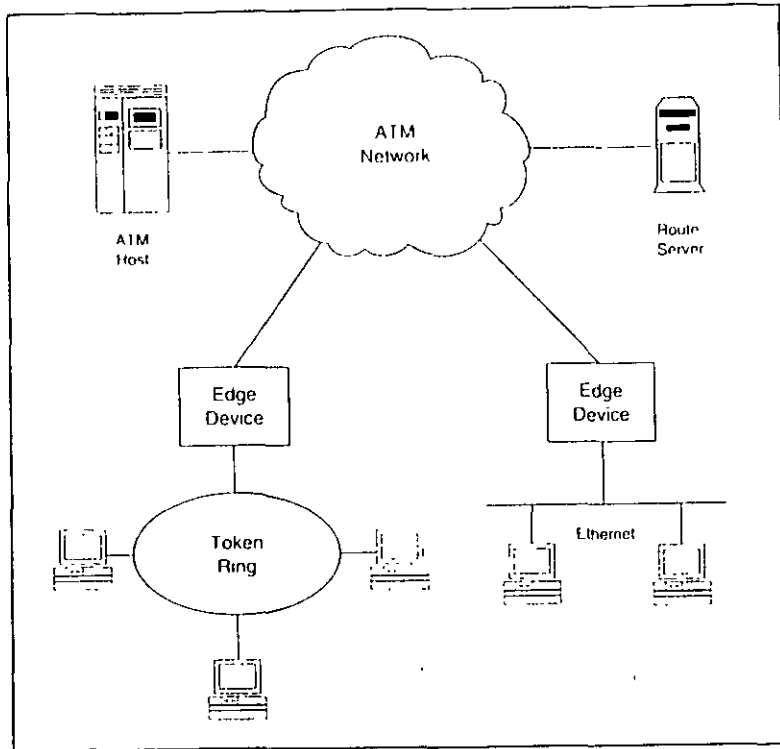 ATM
Network
ATM
Host
Route
Server
Edge
Device
Edge
Device
Token
Ring
Ethernet